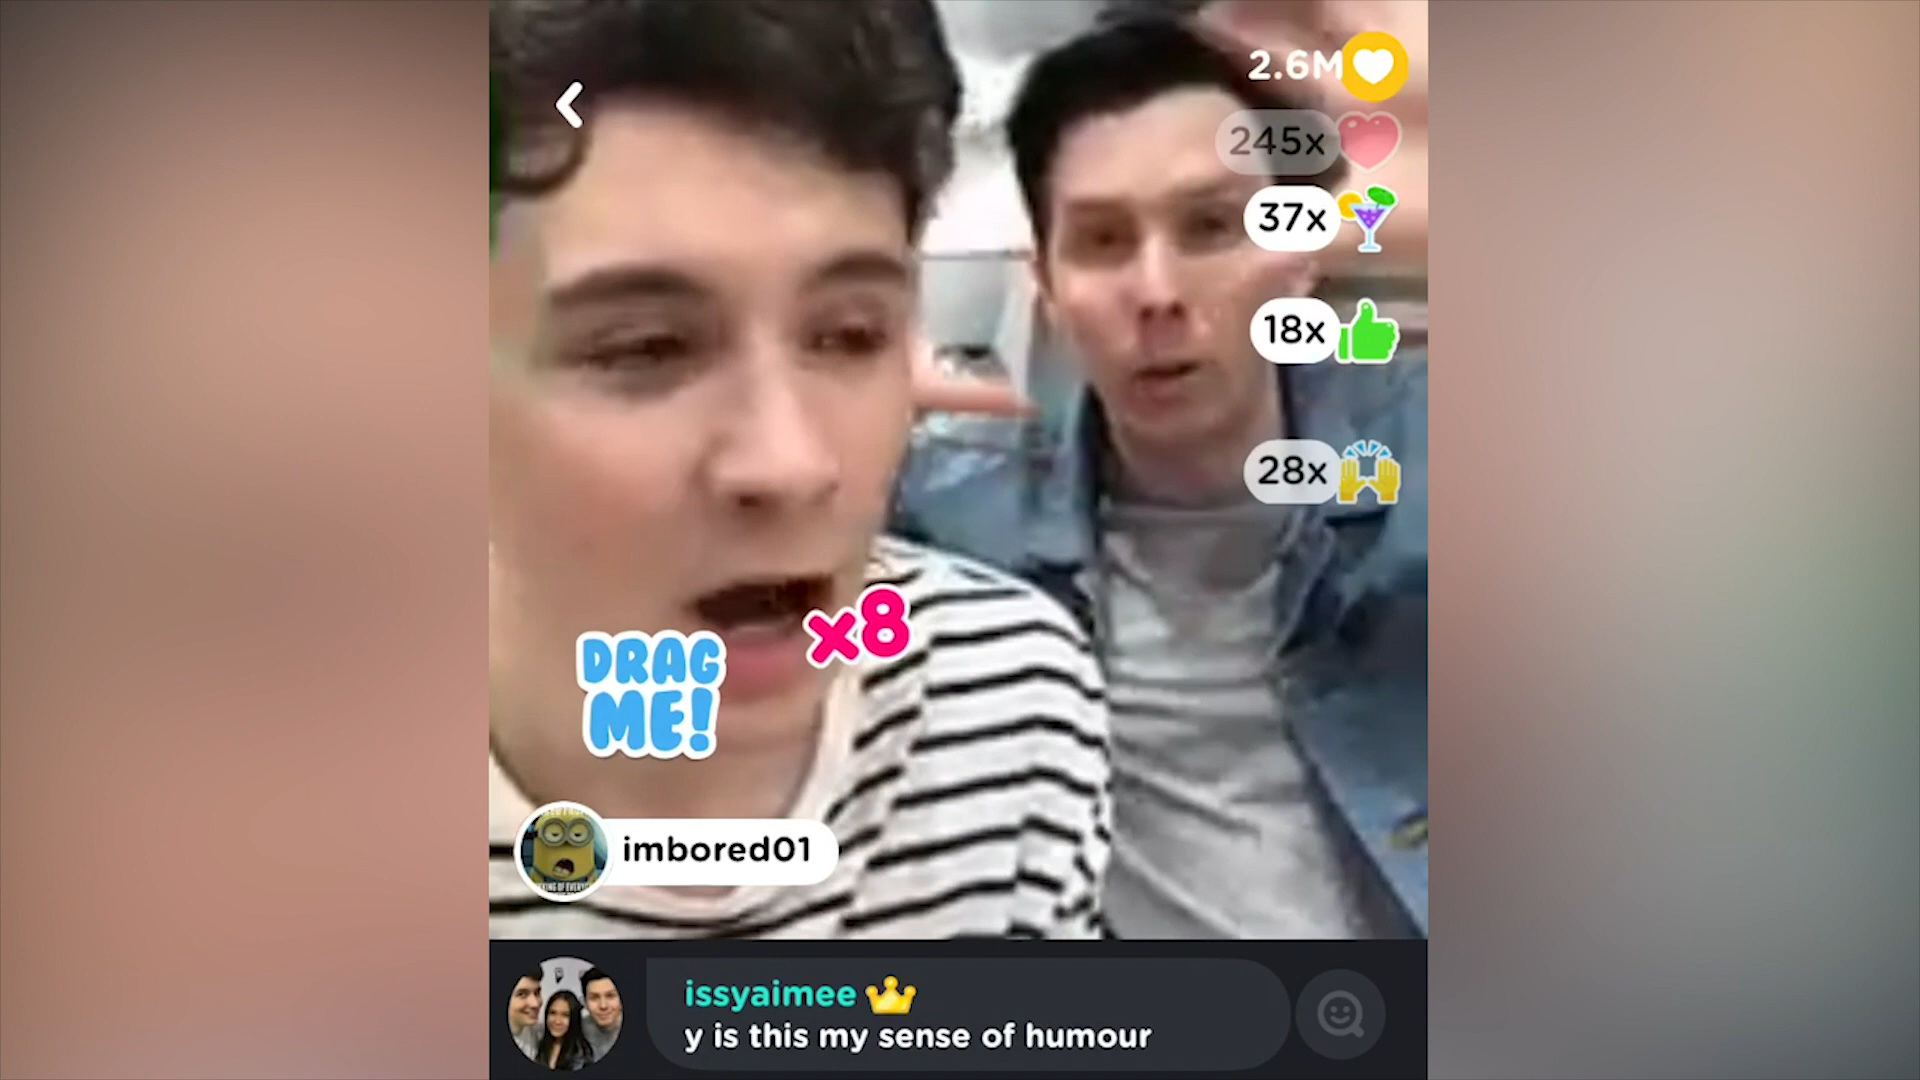 2.6M
245x
37x
18x
28x
x8
DRAG
ME!
imbored01
issyaimee
y is this my sense of humour